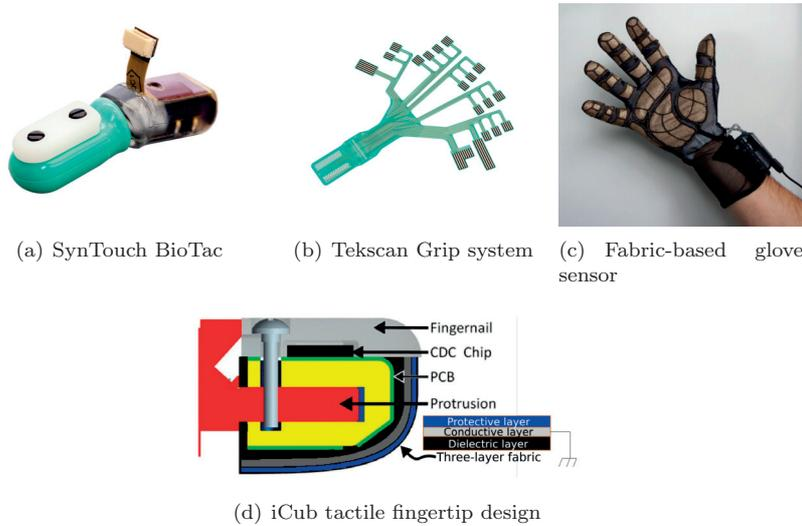 (a) SynTouch BioTac
(b) Tekscan Grip system
(c) Fabric-based glove
sensor
Fingernail
CDC Chip
PCB
Protrusion
Protective layer
Conductive layer
Dielectric layer
Three-layer fabric
(d) iCub tactile fingertip design